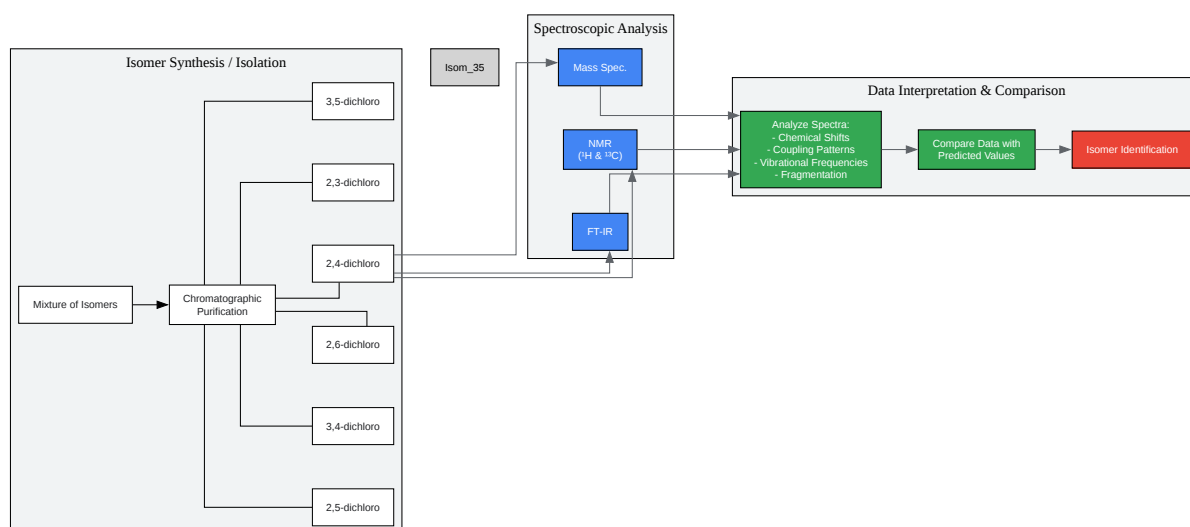 Isomer Synthesis / Isolation
3,5-dichloro
2,3-dichloro
2,4-dichloro
Mixture of Isomers
Chromatographic
Purification
2,6-dichloro
3,4-dichloro
2,5-dichloro
Isom_35
Spectroscopic Analysis
Mass Spec.
NMR
(¹H & ¹³C)
FT-IR
Data Interpretation & Comparison
Analyze Spectra:
- Chemical Shifts
- Coupling Patterns
- Vibrational Frequencies
- Fragmentation
Compare Data with
Predicted Values
Isomer Identification